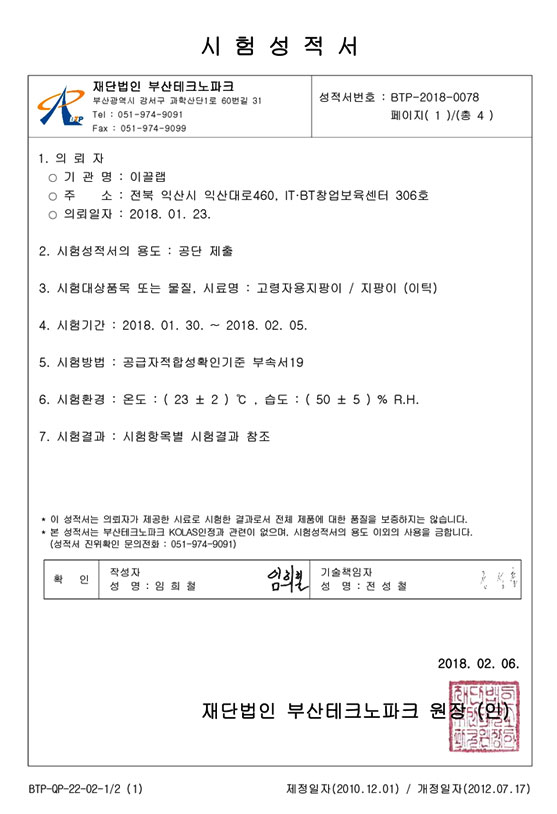 시 험 성 적 서
BTP
재단법인 부산테크노파크
부산광역시 강서구 과학산단1로 60번길 31
Tel : 051-974-9091
Fax : 051-974-9099
성적서번호 : BTP-2018-0078
페이지( 1 )/(총 4 )
1. 의 뢰 자
○ 기 관 명 : 이끌랩
○ 주 소 : 전북 익산시 익산대로460, IT·BT창업보육센터 306호
○ 의뢰일자 : 2018. 01. 23.
2. 시험성적서의 용도 : 공단 제출
3. 시험대상품목 또는 물질, 시료명 : 고령자용지팡이 / 지팡이 (이틱)
4. 시험기간 : 2018. 01. 30. ~ 2018. 02. 05.
5. 시험방법 : 공급자적합성확인기준 부속서19
6. 시험환경 : 온도 : ( 23 ± 2 ) ℃ , 습도 : ( 50 ± 5 ) % R.H.
7. 시험결과 : 시험항목별 시험결과 참조
* 이 성적서는 의뢰자가 제공한 시료로 시험한 결과로서 전체 제품에 대한 품질을 보증하지는 않습니다.
* 본 성적서는 부산테크노파크 KOLAS인정과 관련이 없으며, 시험성적서의 용도 이외의 사용을 금합니다.
(성적서 진위확인 문의전화 : 051-974-9091)
확 인
작성자
성 명 : 임 희 철
임희철
기술책임자
성 명 : 전 성 철
2018. 02. 06.
재단법인 부산테크노파크 원장 (인)
BTP-QP-22-02-1/2 (1)
제정일자(2010.12.01) / 개정일자(2012.07.17)